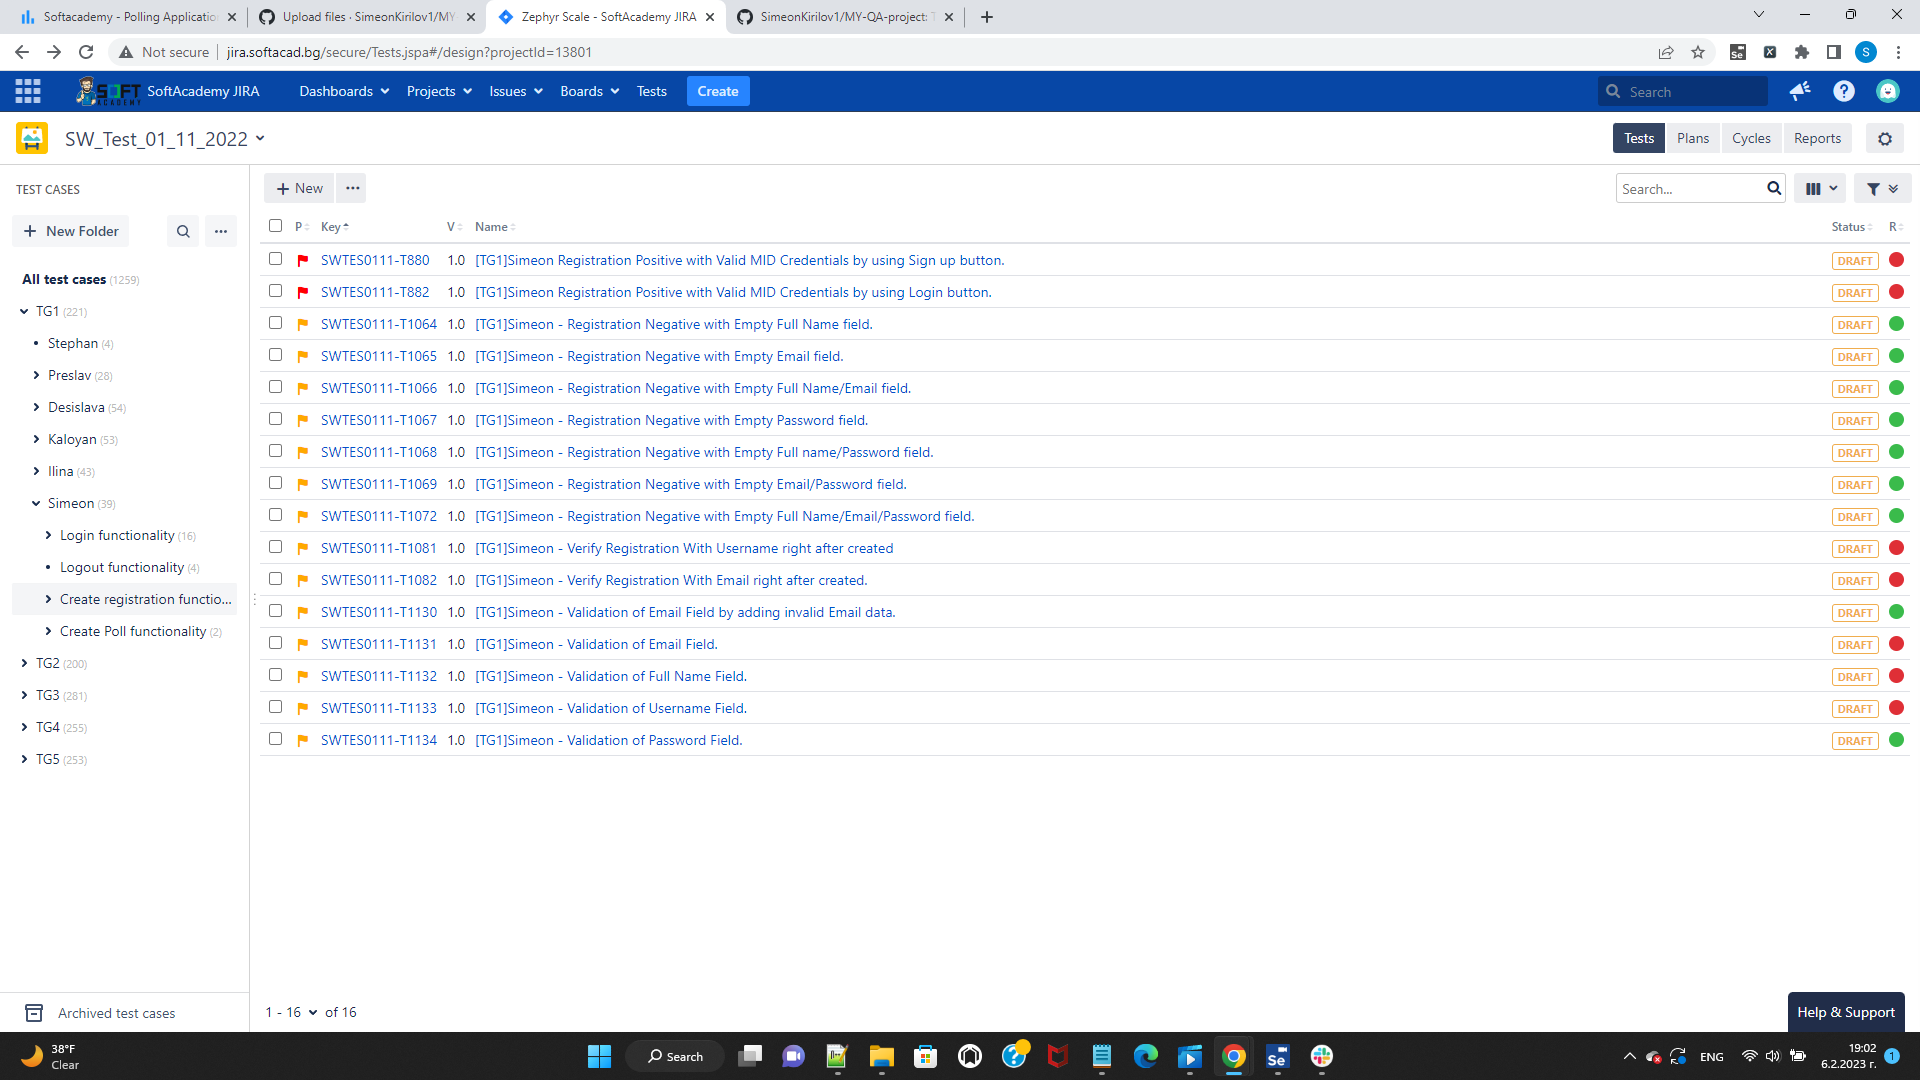 Softacademy - Polling Application
Upload files · SimeonKirilov1/MY
Zephyr Scale - SoftAcademy JIRA
SimeonKirilov1/MY-QA-project: T
Not secure
jira.softacad.bg/secure/Tests.jspa#/design?projectId=13801
SOFT ACADEMY
SoftAcademy JIRA
Dashboards
Projects
Issues
Boards
Tests
Create
Search
SW_Test_01_11_2022
Tests
Plans
Cycles
Reports
TEST CASES
New Folder
All test cases (1259)
TG1 (221)
Stephan (4)
Preslav (28)
Desislava (54)
Kaloyan (53)
Ilina (43)
Simeon (39)
Login functionality (16)
Logout functionality (4)
Create registration functio...
Create Poll functionality (2)
TG2 (200)
TG3 (281)
TG4 (255)
TG5 (253)
Archived test cases
+ New
Search...
P Key V Name Status R
SWTES0111-T880 1.0 [TG1]Simeon Registration Positive with Valid MID Credentials by using Sign up button. DRAFT
SWTES0111-T882 1.0 [TG1]Simeon Registration Positive with Valid MID Credentials by using Login button. DRAFT
SWTES0111-T1064 1.0 [TG1]Simeon - Registration Negative with Empty Full Name field. DRAFT
SWTES0111-T1065 1.0 [TG1]Simeon - Registration Negative with Empty Email field. DRAFT
SWTES0111-T1066 1.0 [TG1]Simeon - Registration Negative with Empty Full Name/Email field. DRAFT
SWTES0111-T1067 1.0 [TG1]Simeon - Registration Negative with Empty Password field. DRAFT
SWTES0111-T1068 1.0 [TG1]Simeon - Registration Negative with Empty Full name/Password field. DRAFT
SWTES0111-T1069 1.0 [TG1]Simeon - Registration Negative with Empty Email/Password field. DRAFT
SWTES0111-T1072 1.0 [TG1]Simeon - Registration Negative with Empty Full Name/Email/Password field. DRAFT
SWTES0111-T1081 1.0 [TG1]Simeon - Verify Registration With Username right after created DRAFT
SWTES0111-T1082 1.0 [TG1]Simeon - Verify Registration With Email right after created. DRAFT
SWTES0111-T1130 1.0 [TG1]Simeon - Validation of Email Field by adding invalid Email data. DRAFT
SWTES0111-T1131 1.0 [TG1]Simeon - Validation of Email Field. DRAFT
SWTES0111-T1132 1.0 [TG1]Simeon - Validation of Full Name Field. DRAFT
SWTES0111-T1133 1.0 [TG1]Simeon - Validation of Username Field. DRAFT
SWTES0111-T1134 1.0 [TG1]Simeon - Validation of Password Field. DRAFT
1 - 16 of 16
Help & Support
38°F
Clear
Search
ENG
19:02
6.2.2023 г.
1